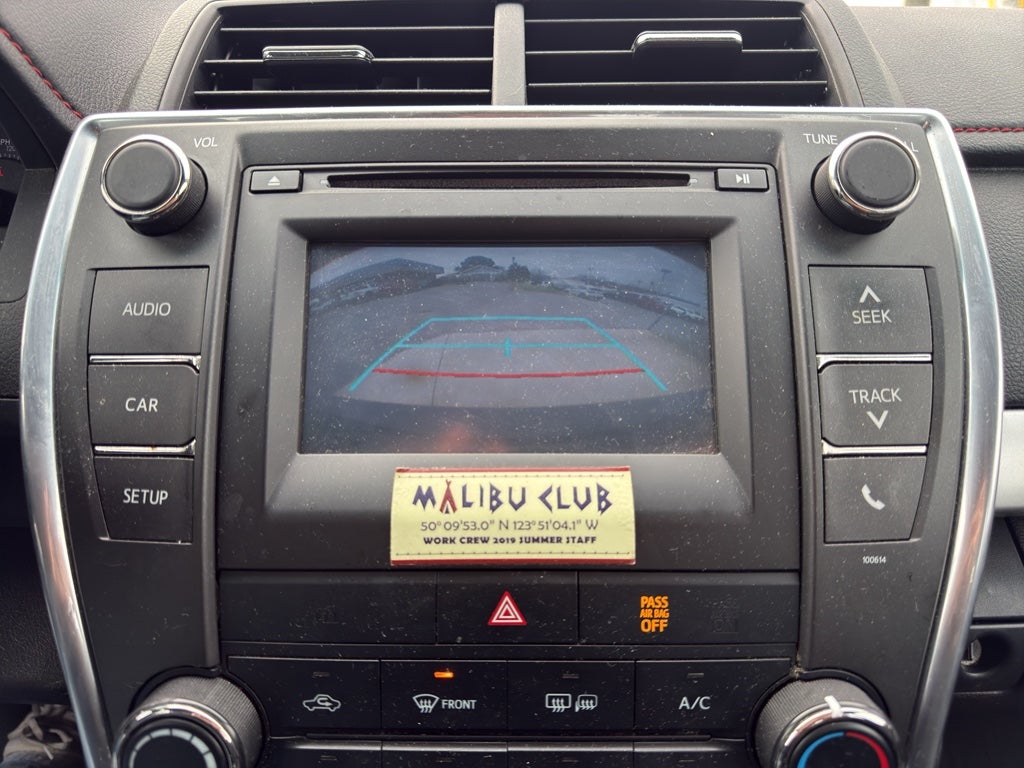 VOL
TUNE
AUDIO
CAR
SETUP
SEEK
TRACK
MALIBU CLUB
50° 09'53.0" N 123° 51'04.1" W
WORK CREW 2019 SUMMER STAFF
100614
PASS
AIR BAG
OFF
FRONT
A/C